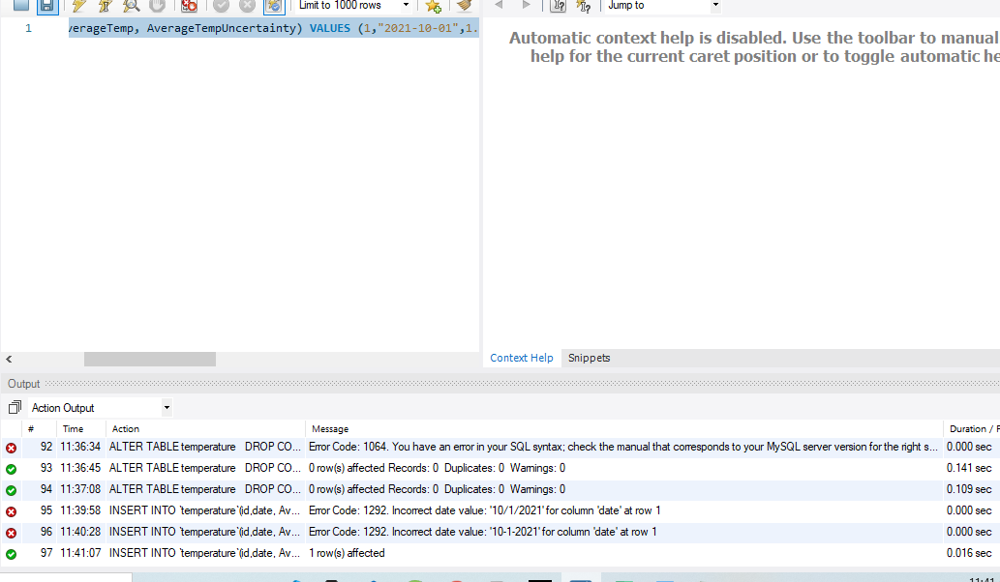 Limit to 1000 rows
Jump to
1 verageTemp, AverageTempUncertainty) VALUES (1,"2021-10-01",1.
Automatic context help is disabled. Use the toolbar to manual
help for the current caret position or to toggle automatic he
Context Help Snippets
Output
Action Output
# Time Action Message Duration / F
92 11:36:34 ALTER TABLE temperature DROP CO... Error Code: 1064. You have an error in your SQL syntax; check the manual that corresponds to your MySQL server version for the right s... 0.000 sec
93 11:36:45 ALTER TABLE temperature DROP CO... 0 row(s) affected Records: 0 Duplicates: 0 Warnings: 0 0.141 sec
94 11:37:08 ALTER TABLE temperature DROP CO... 0 row(s) affected Records: 0 Duplicates: 0 Warnings: 0 0.109 sec
95 11:39:58 INSERT INTO `temperature`(id,date, Av... Error Code: 1292. Incorrect date value: '10/1/2021' for column 'date' at row 1 0.000 sec
96 11:40:28 INSERT INTO `temperature`(id,date, Av... Error Code: 1292. Incorrect date value: '10-1-2021' for column 'date' at row 1 0.000 sec
97 11:41:07 INSERT INTO `temperature`(id,date, Av... 1 row(s) affected 0.016 sec